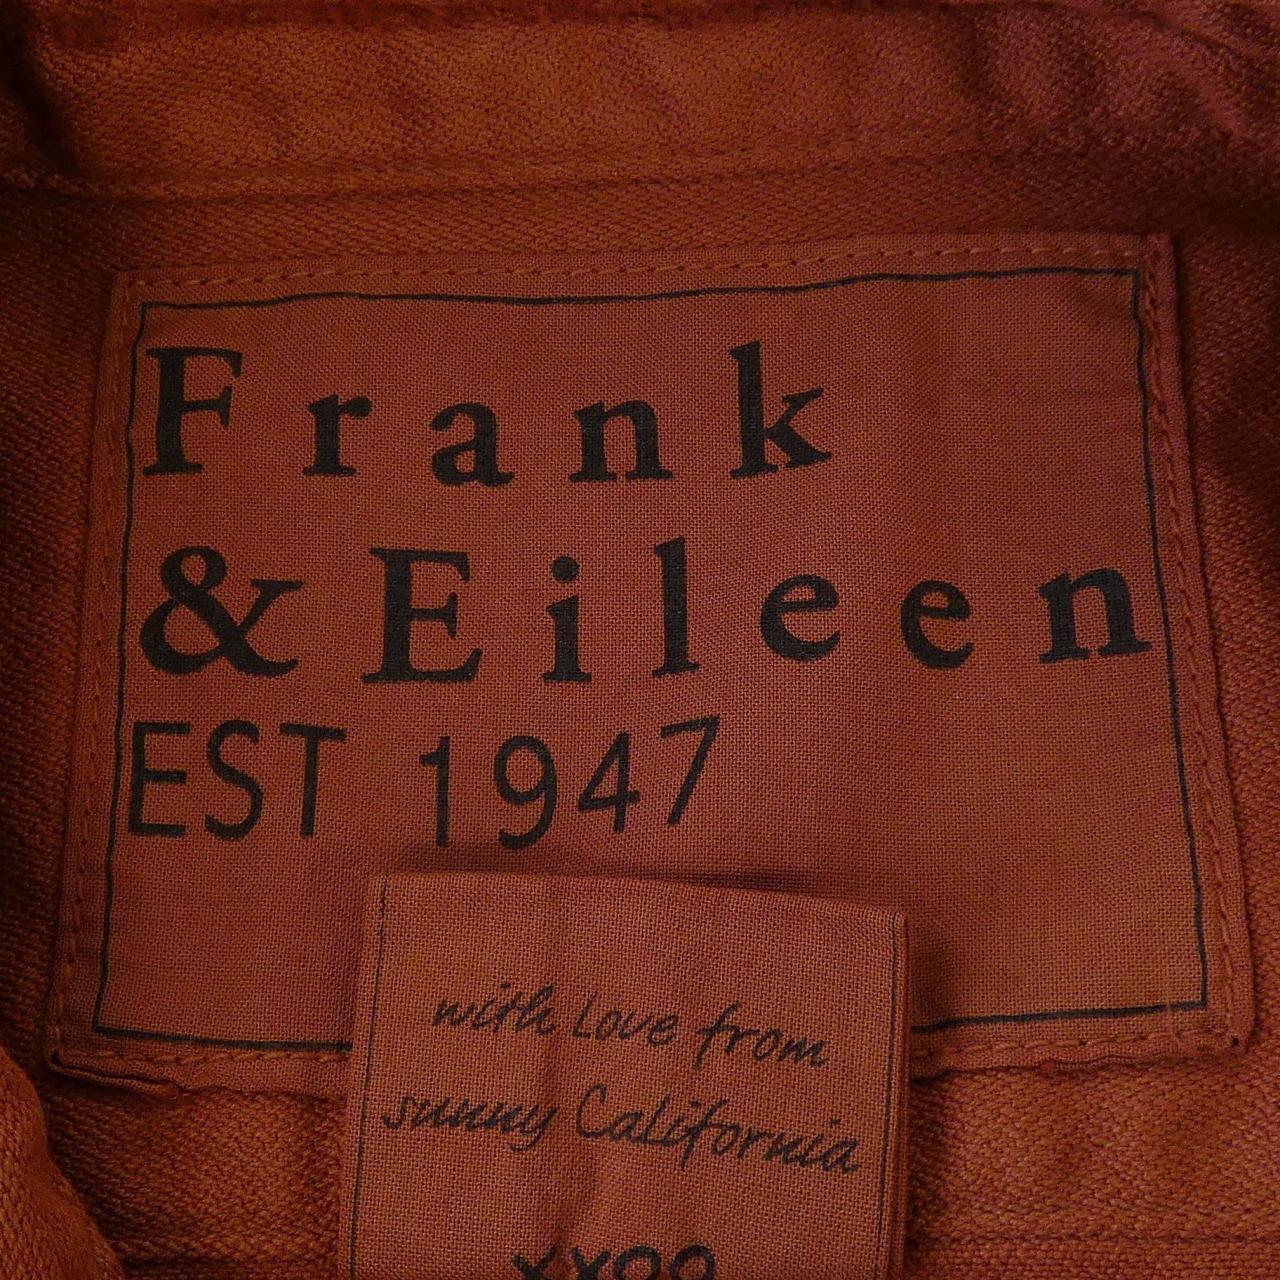 Frank
& Eileen
EST 1947
with Love from
sunny California